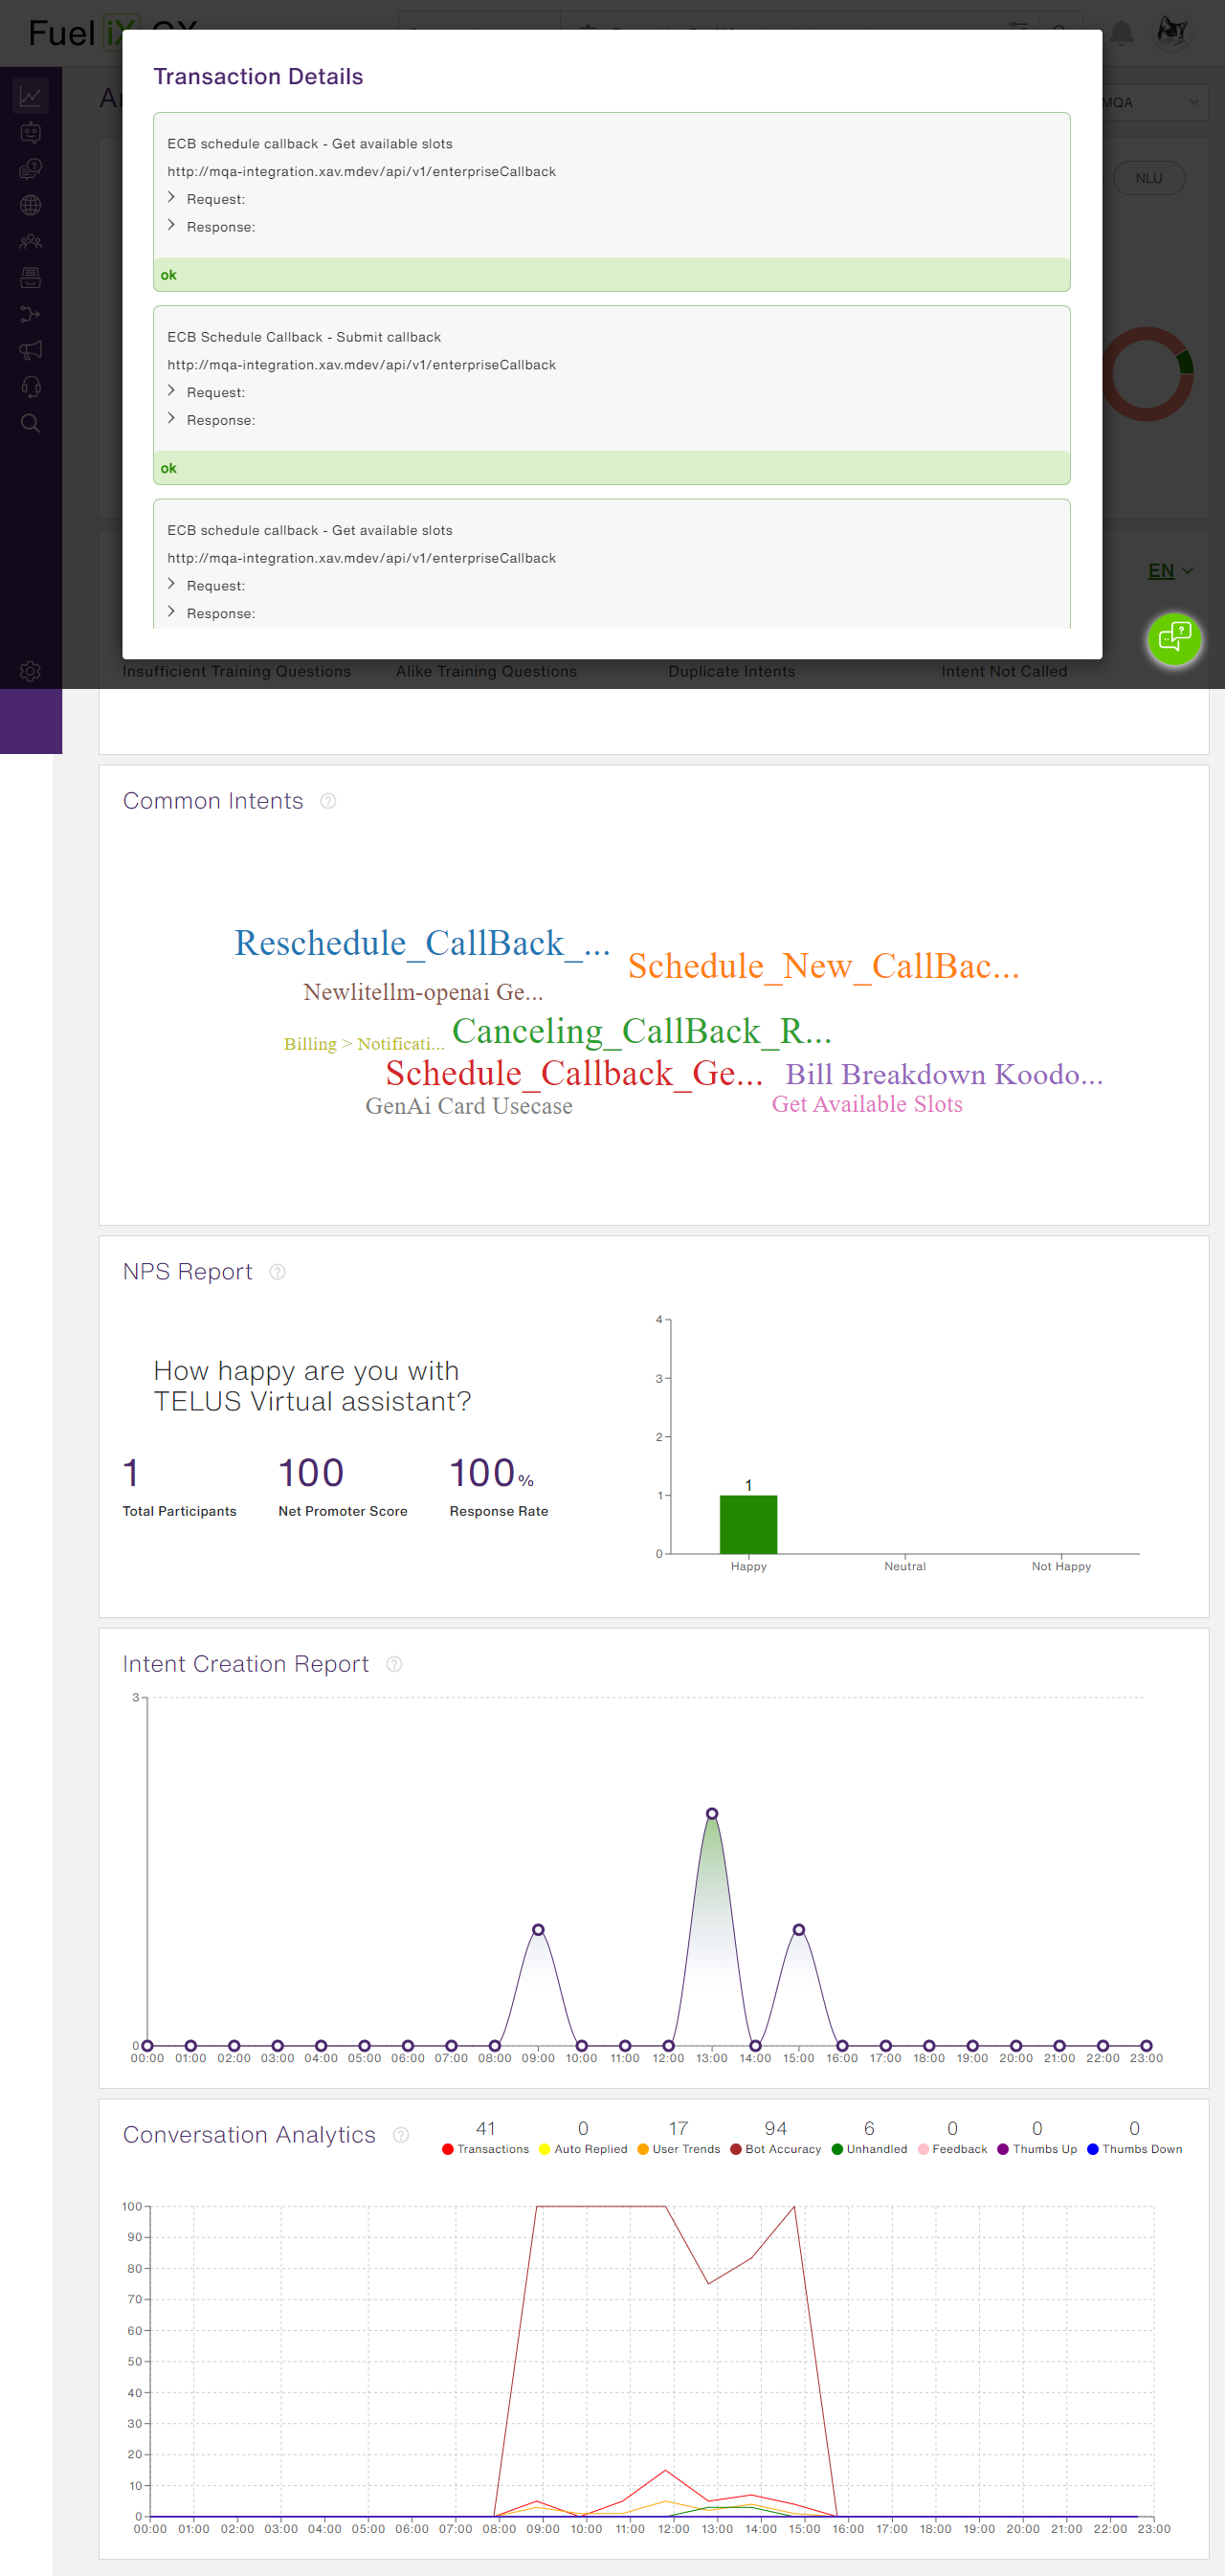 Fuel iX CX
Transaction Details
MQA
ECB schedule callback - Get available slots
http://mqa-integration.xav.mdev/api/v1/enterpriseCallback
Request:
Response:
ok
NLU
ECB Schedule Callback - Submit callback
http://mqa-integration.xav.mdev/api/v1/enterpriseCallback
Request:
Response:
ok
ECB schedule callback - Get available slots
http://mqa-integration.xav.mdev/api/v1/enterpriseCallback
Request:
Response:
EN
Insufficient Training Questions Alike Training Questions Duplicate Intents Intent Not Called
Common Intents
Reschedule_CallBack_...
Schedule_New_CallBac...
Newlitellm-openai Ge...
Canceling_CallBack_R...
Billing > Notificati...
Schedule_Callback_Ge...
Bill Breakdown Koodo...
GenAi Card Usecase
Get Available Slots
NPS Report
How happy are you with
TELUS Virtual assistant?
1 100 100%
Total Participants Net Promoter Score Response Rate
4
3
2
1
0
1
Happy Neutral Not Happy
Intent Creation Report
3
0
00:00 01:00 02:00 03:00 04:00 05:00 06:00 07:00 08:00 09:00 10:00 11:00 12:00 13:00 14:00 15:00 16:00 17:00 18:00 19:00 20:00 21:00 22:00 23:00
Conversation Analytics
41 0 17 94 6 0 0 0
Transactions Auto Replied User Trends Bot Accuracy Unhandled Feedback Thumbs Up Thumbs Down
100
90
80
70
60
50
40
30
20
10
0
00:00 01:00 02:00 03:00 04:00 05:00 06:00 07:00 08:00 09:00 10:00 11:00 12:00 13:00 14:00 15:00 16:00 17:00 18:00 19:00 20:00 21:00 22:00 23:00